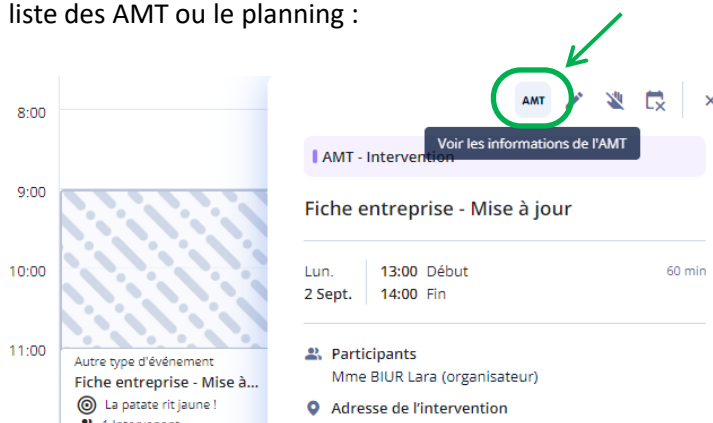 liste des AMT ou le planning :
AMT
Voir les informations de l'AMT
AMT - Intervention
Fiche entreprise - Mise à jour
Lun. 13:00 Début 60 min
2 Sept. 14:00 Fin
Participants
Mme BIUR Lara (organisateur)
Adresse de l'intervention
8:00
9:00
10:00
11:00
Autre type d'événement
Fiche entreprise - Mise à...
La patate rit jaune !
1 Intervenant